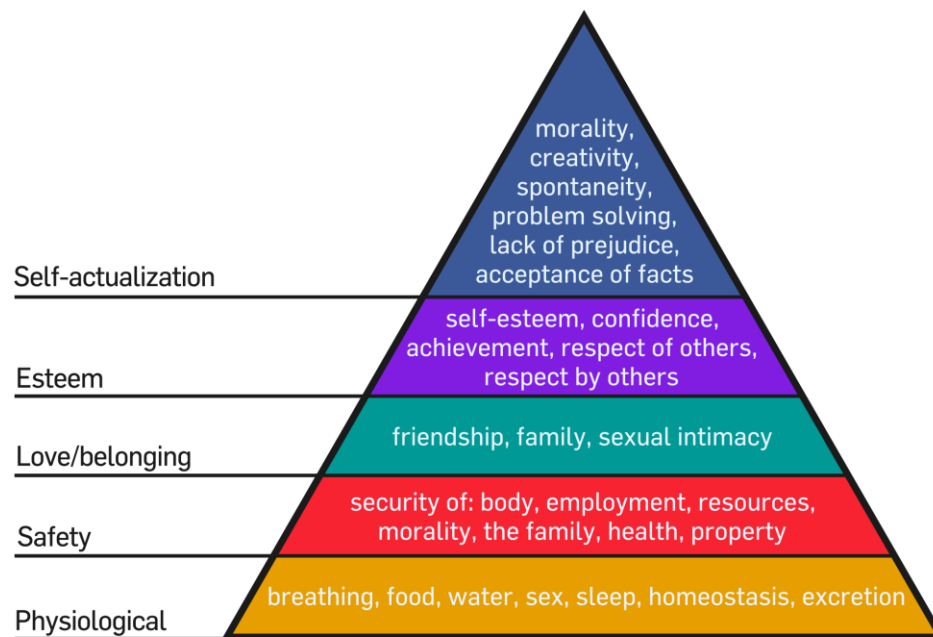 morality,
creativity,
spontaneity,
problem solving,
lack of prejudice,
acceptance of facts
Self-actualization
self-esteem, confidence,
achievement, respect of others,
respect by others
Esteem
friendship, family, sexual intimacy
Love/belonging
security of: body, employment, resources,
morality, the family, health, property
Safety
breathing, food, water, sex, sleep, homeostasis, excretion
Physiological